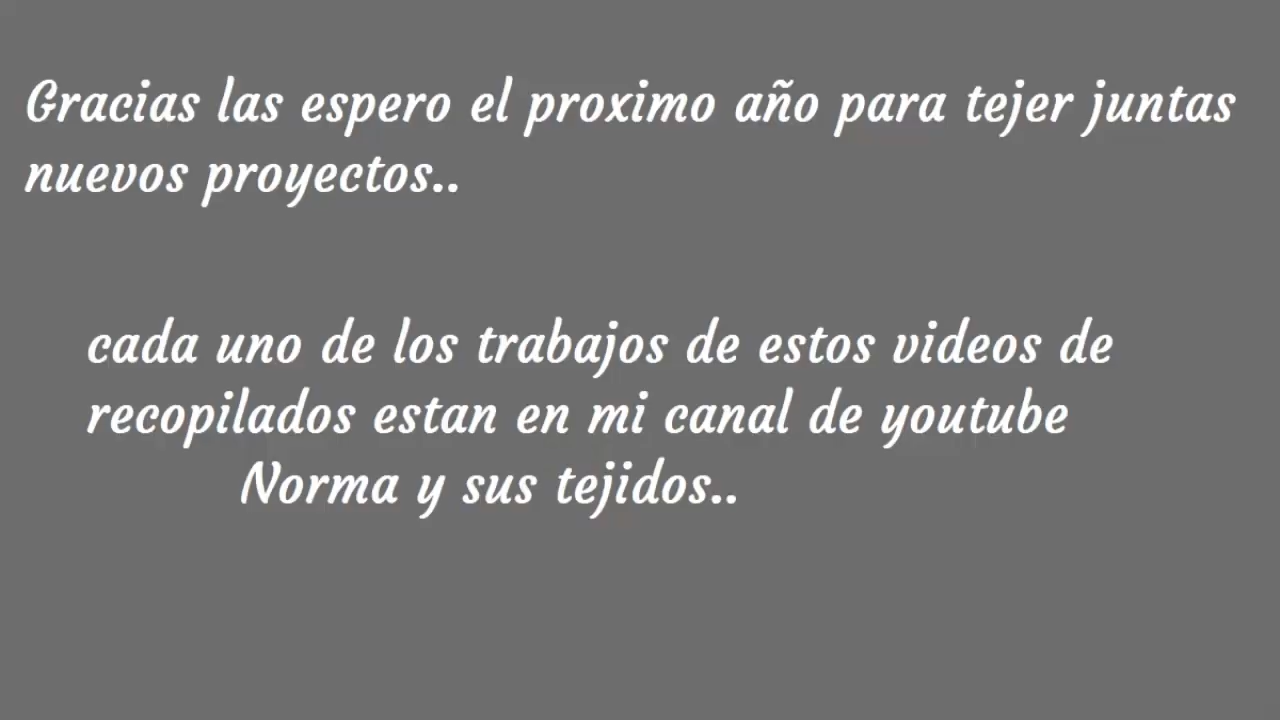 Gracias las espero el proximo año para tejer juntas
nuevos proyectos..
cada uno de los trabajos de estos videos de
recopilados estan en mi canal de youtube
Norma y sus tejidos..